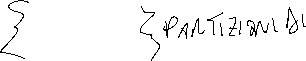 { } PARTIZIONI DI